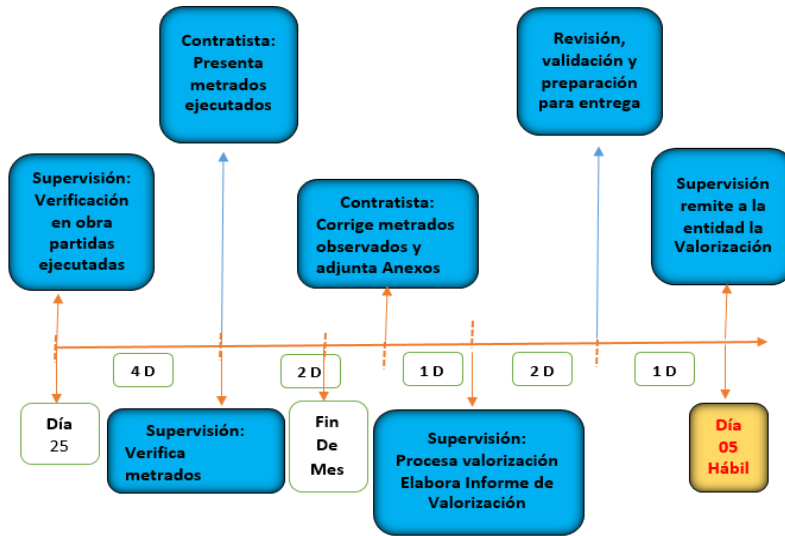 Contratista:
Presenta
metrados
ejecutados
Revisión,
validación y
preparación
para entrega
Supervisión:
Verificación
en obra
partidas
ejecutadas
Contratista:
Corrige metrados
observados y
adjunta Anexos
Supervisión
remite a la
entidad la
Valorización
4 D
2 D
1 D
2 D
1 D
Día
25
Supervisión:
Verifica
metrados
Fin
De
Mes
Supervisión:
Procesa valorización
Elabora Informe de
Valorización
Día
05
Hábil